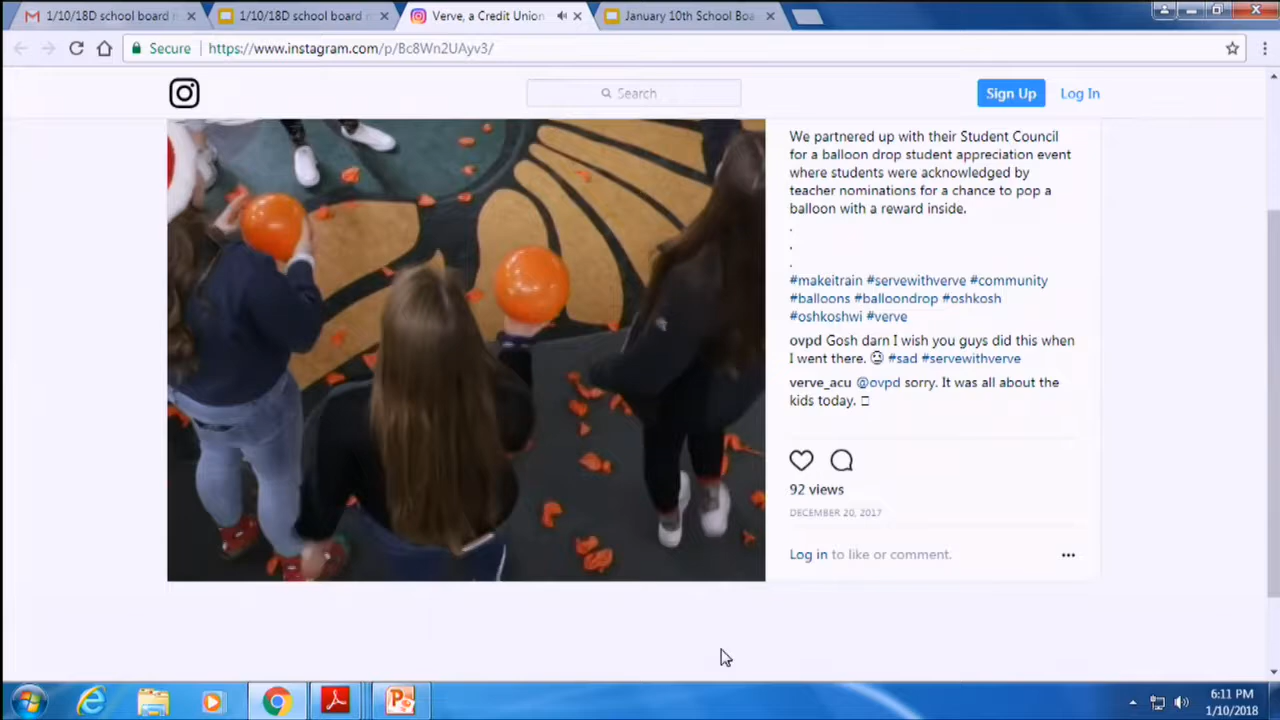 1/10/18D school board n
1/10/18D school board n
Verve, a Credit Union
January 10th School Boa
Secure
https://www.instagram.com/p/Bc8Wn2UAyv3/
Search
Sign Up
Log In
We partnered up with their Student Council
for a balloon drop student appreciation event
where students were acknowledged by
teacher nominations for a chance to pop a
balloon with a reward inside.
.
.
.
#makeitrain #servewithverve #community
#balloons #balloondrop #oshkosh
#oshkoshwi #verve
ovpd Gosh darn I wish you guys did this when
I went there. 😢 #sad #servewithverve
verve_acu @ovpd sorry. It was all about the
kids today.
92 views
DECEMBER 20, 2017
Log in to like or comment.
6:11 PM
1/10/2018